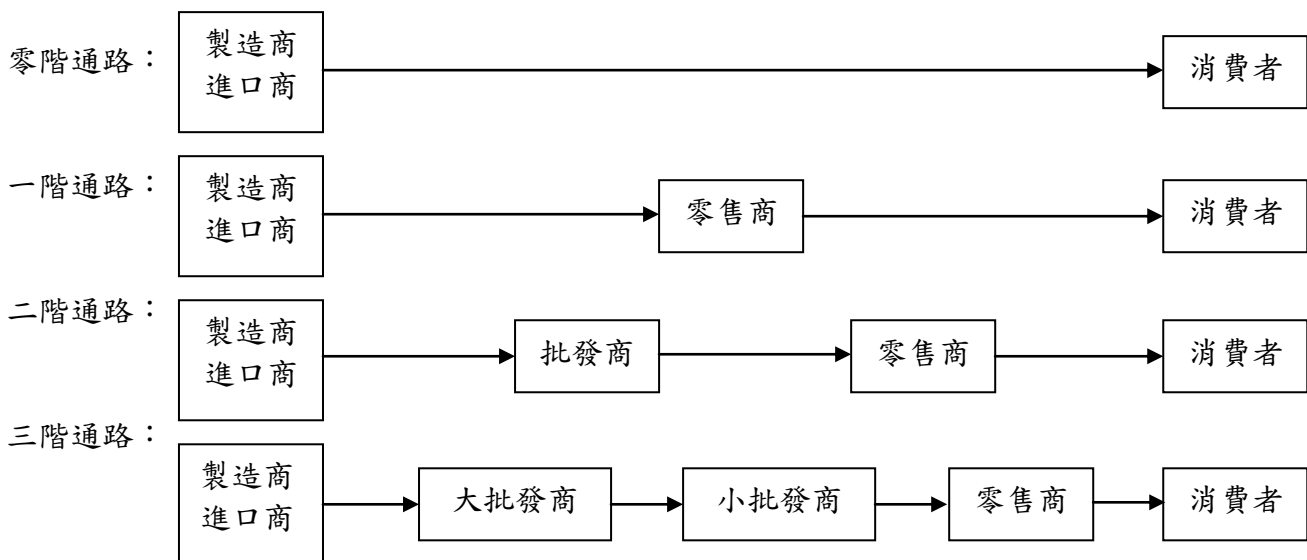 零階通路：
製造商
進口商
消費者
一階通路：
製造商
進口商
零售商
消費者
二階通路：
製造商
進口商
批發商
零售商
消費者
三階通路：
製造商
進口商
大批發商
小批發商
零售商
消費者